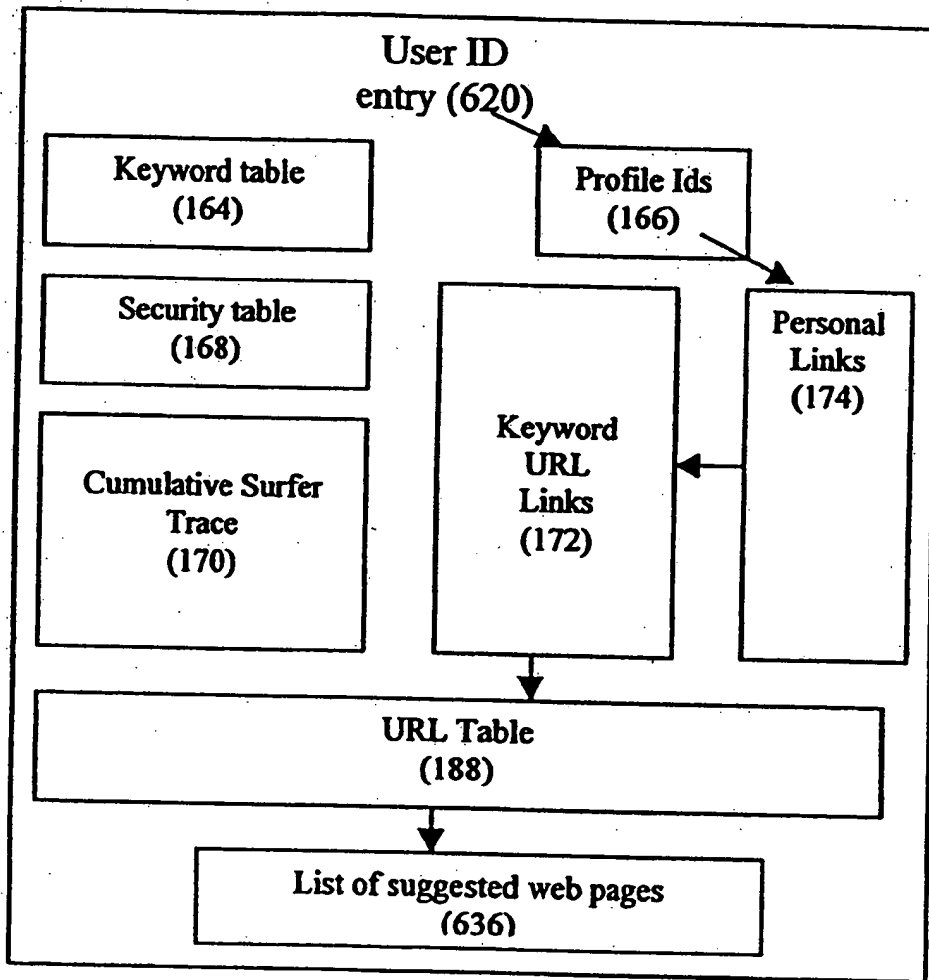 User ID
entry (620)
Keyword table
(164)
Profile Ids
(166)
Security table
(168)
Personal
Links
(174)
Keyword
URL
Links
(172)
Cumulative Surfer
Trace
(170)
URL Table
(188)
List of suggested web pages
(636)